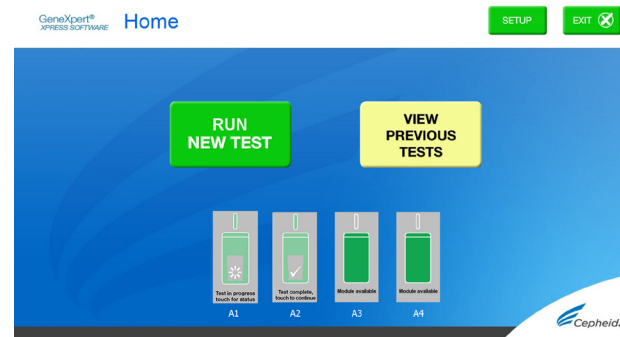 GeneXpert®
XPRESS SOFTWARE
Home
SETUP
EXIT
RUN
NEW TEST
VIEW
PREVIOUS
TESTS
Test in progress
touch for status
Test complete,
touch to continue
Module available
Module available
A1
A2
A3
A4
Cepheid.